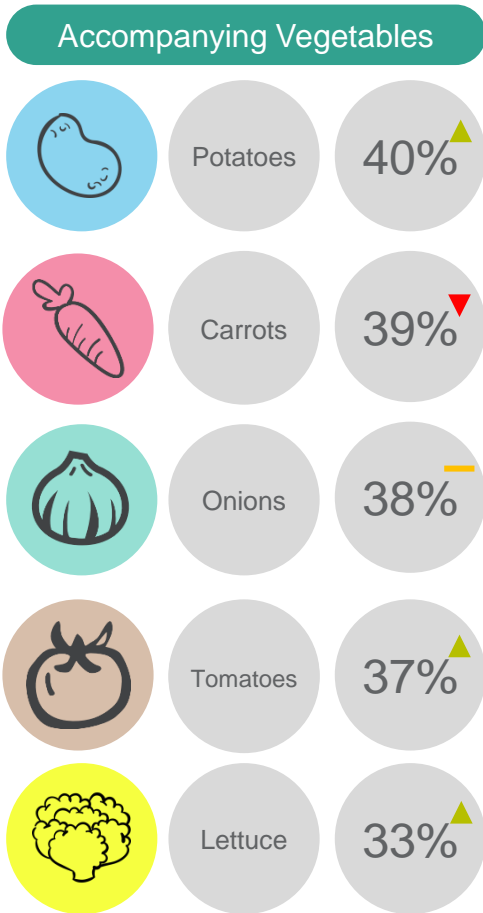 Accompanying Vegetables
Potatoes 40%
Carrots 39%
Onions 38%
Tomatoes 37%
Lettuce 33%